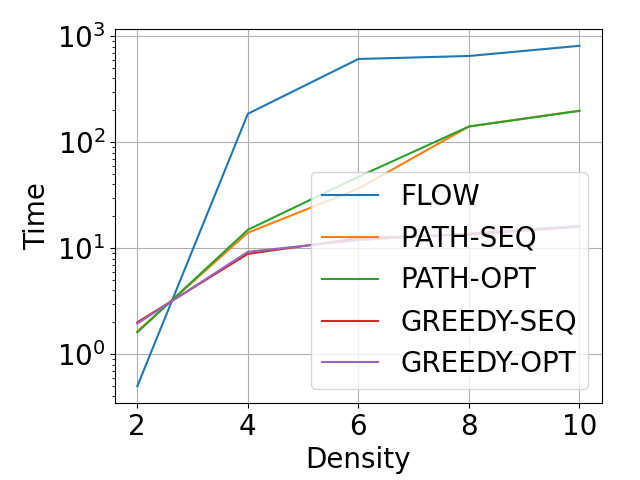 10³
10²
10¹
10⁰
Time
2
4
6
8
10
Density
FLOW
PATH-SEQ
PATH-OPT
GREEDY-SEQ
GREEDY-OPT